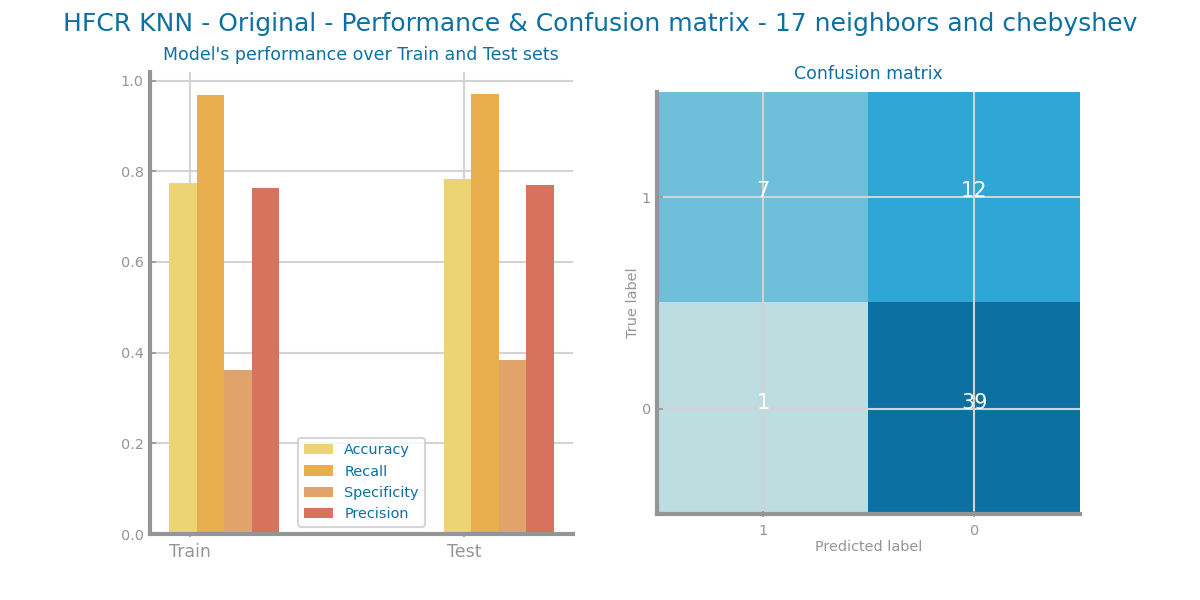 HFCR KNN - Original - Performance & Confusion matrix - 17 neighbors and chebyshev
Model's performance over Train and Test sets
1.0
0.8
0.6
0.4
0.2
0.0
Train
Test
Accuracy
Recall
Specificity
Precision
Confusion matrix
True label
1
0
7
12
1
39
1
0
Predicted label